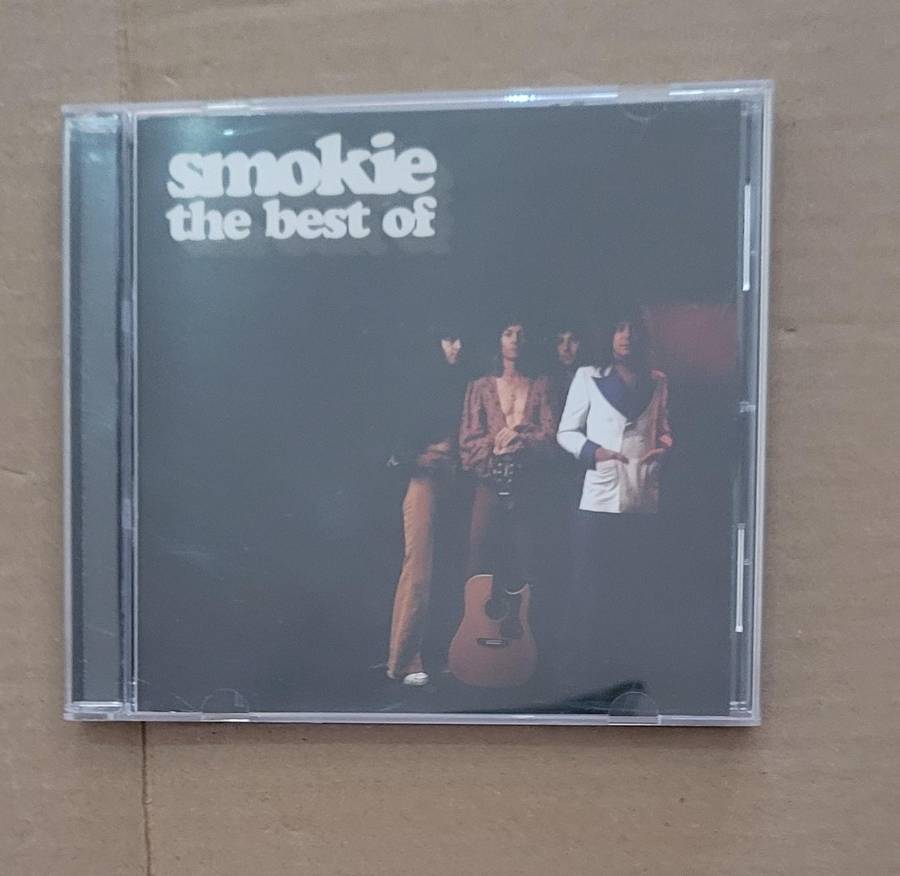 smokie
the best of